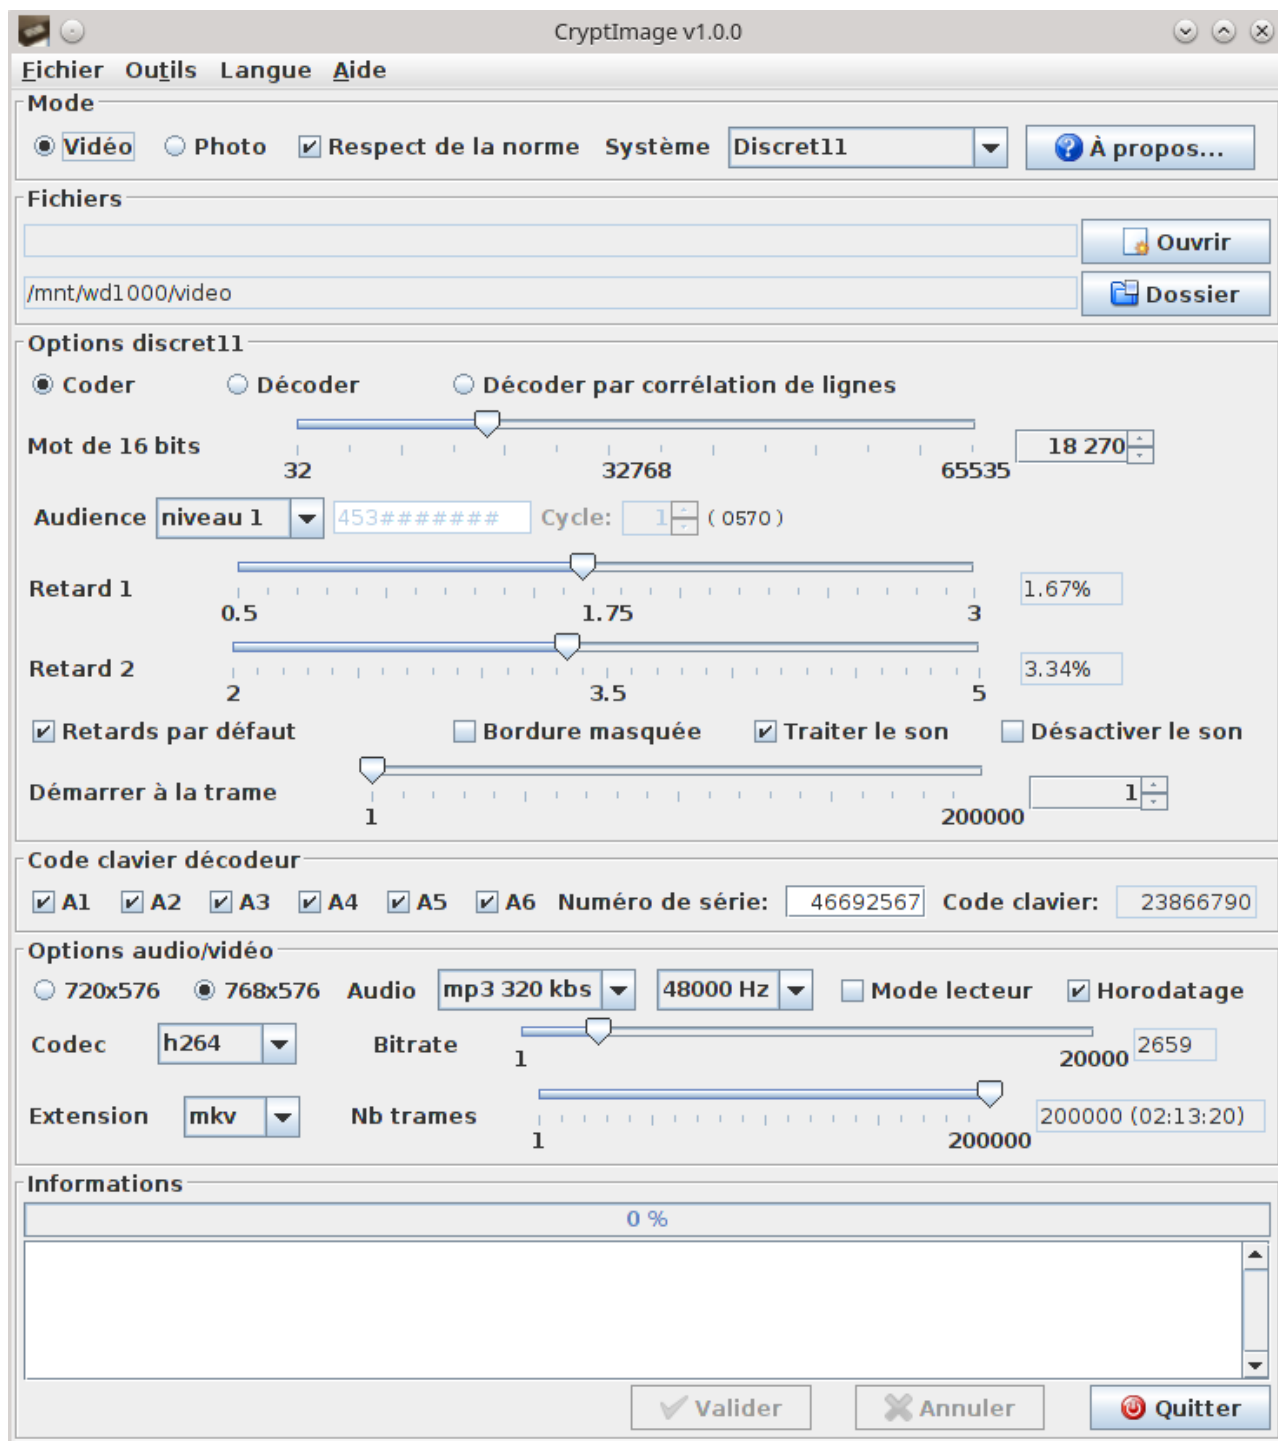 CryptImage v1.0.0
Fichier Outils Langue Aide
Mode
Vidéo Photo Respect de la norme Système Discret11 À propos...
Fichiers
Ouvrir
/mnt/wd1000/video Dossier
Options discret11
Coder Décoder Décoder par corrélation de lignes
Mot de 16 bits 18 270
32 32768 65535
Audience niveau 1 453####### Cycle: 1 ( 0570 )
Retard 1 1.67%
0.5 1.75 3
Retard 2 3.34%
2 3.5 5
Retards par défaut Bordure masquée Traiter le son Désactiver le son
Démarrer à la trame 1
1 200000
Code clavier décodeur
A1 A2 A3 A4 A5 A6 Numéro de série: 46692567 Code clavier: 23866790
Options audio/vidéo
720x576 768x576 Audio mp3 320 kbs 48000 Hz Mode lecteur Horodatage
Codec h264 Bitrate 2659
1 20000
Extension mkv Nb trames 200000 (02:13:20)
1 200000
Informations
0 %
Valider Annuler Quitter